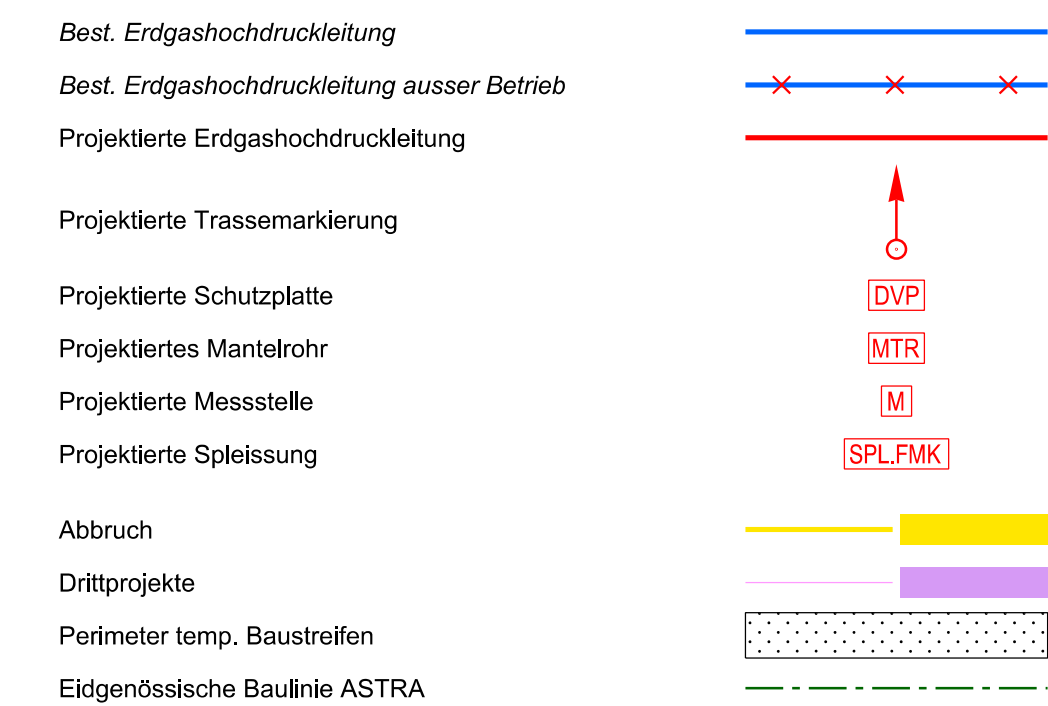 Best. Erdgashochdruckleitung
Best. Erdgashochdruckleitung ausser Betrieb
Projektierte Erdgashochdruckleitung
Projektierte Trassemarkierung
Projektierte Schutzplatte DVP
Projektiertes Mantelrohr MTR
Projektierte Messstelle M
Projektierte Spleissung SPL.FMK
Abbruch
Drittprojekte
Perimeter temp. Baustreifen
Eidgenössische Baulinie ASTRA